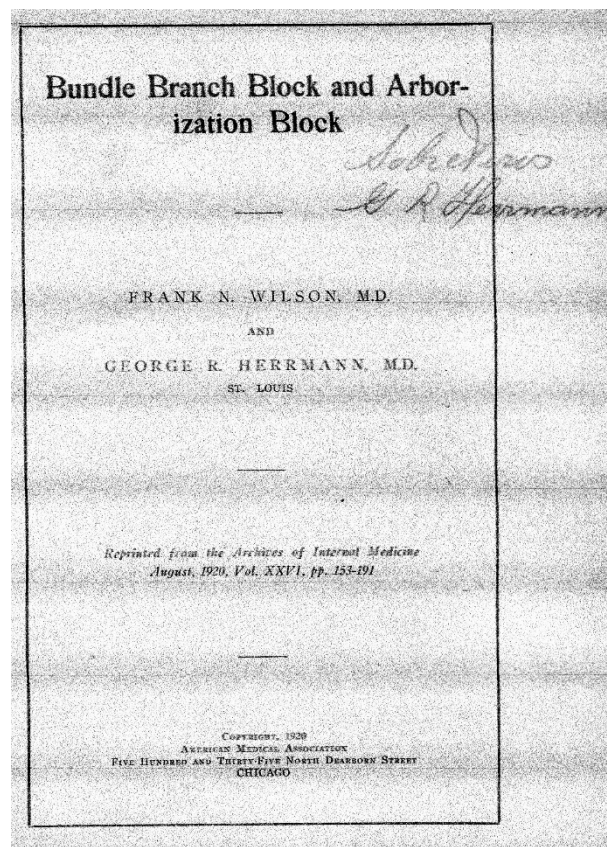 Bundle Branch Block and Arbor-
ization Block
G R Herrmann
FRANK N. WILSON, M.D.
AND
GEORGE R. HERRMANN, M.D.
ST. LOUIS
Reprinted from the Archives of Internal Medicine
August, 1920, Vol. XXVI, pp. 153-191
COPYRIGHT, 1920
AMERICAN MEDICAL ASSOCIATION
FIVE HUNDRED AND THIRTY-FIVE NORTH DEARBORN STREET
CHICAGO